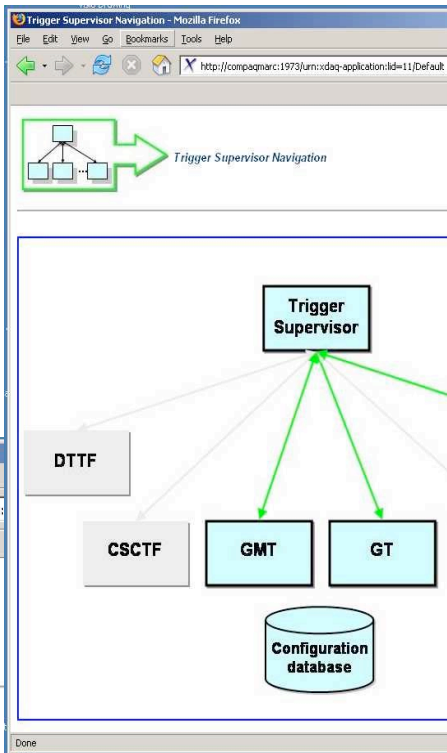 Trigger Supervisor Navigation - Mozilla Firefox
File Edit View Go Bookmarks Tools Help
http://compaqmarc:1973/urn:xdaq-application:lid=11/Default
Trigger Supervisor Navigation
Trigger
Supervisor
DTTF
CSCTF
GMT
GT
Configuration
database
Done